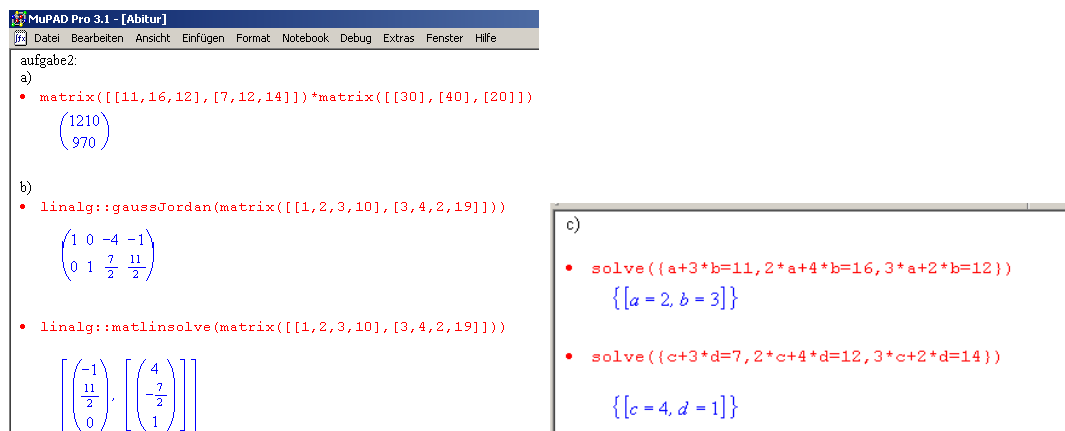 MuPAD Pro 3.1 - [Abitur]
Datei Bearbeiten Ansicht Einfügen Format Notebook Debug Extras Fenster Hilfe
aufgabe2:
a)
• matrix([[11,16,12],[7,12,14]])*matrix([[30],[40],[20]])
(1210
970)
b)
• linalg::gaussJordan(matrix([[1,2,3,10],[3,4,2,19]]))
(1 0 -4 -1
0 1 7/2 11/2)
• linalg::matlinsolve(matrix([[1,2,3,10],[3,4,2,19]]))
[(-1
11/2
0), [(4
-7/2
1)]]
c)
• solve({a+3*b=11,2*a+4*b=16,3*a+2*b=12})
{[a = 2, b = 3]}
• solve({c+3*d=7,2*c+4*d=12,3*c+2*d=14})
{[c = 4, d = 1]}